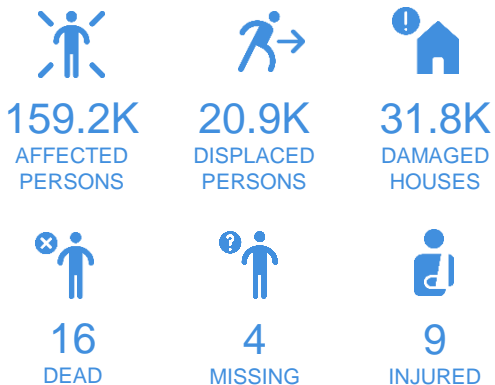 159.2K
AFFECTED
PERSONS
20.9K
DISPLACED
PERSONS
31.8K
DAMAGED
HOUSES
16
DEAD
4
MISSING
9
INJURED